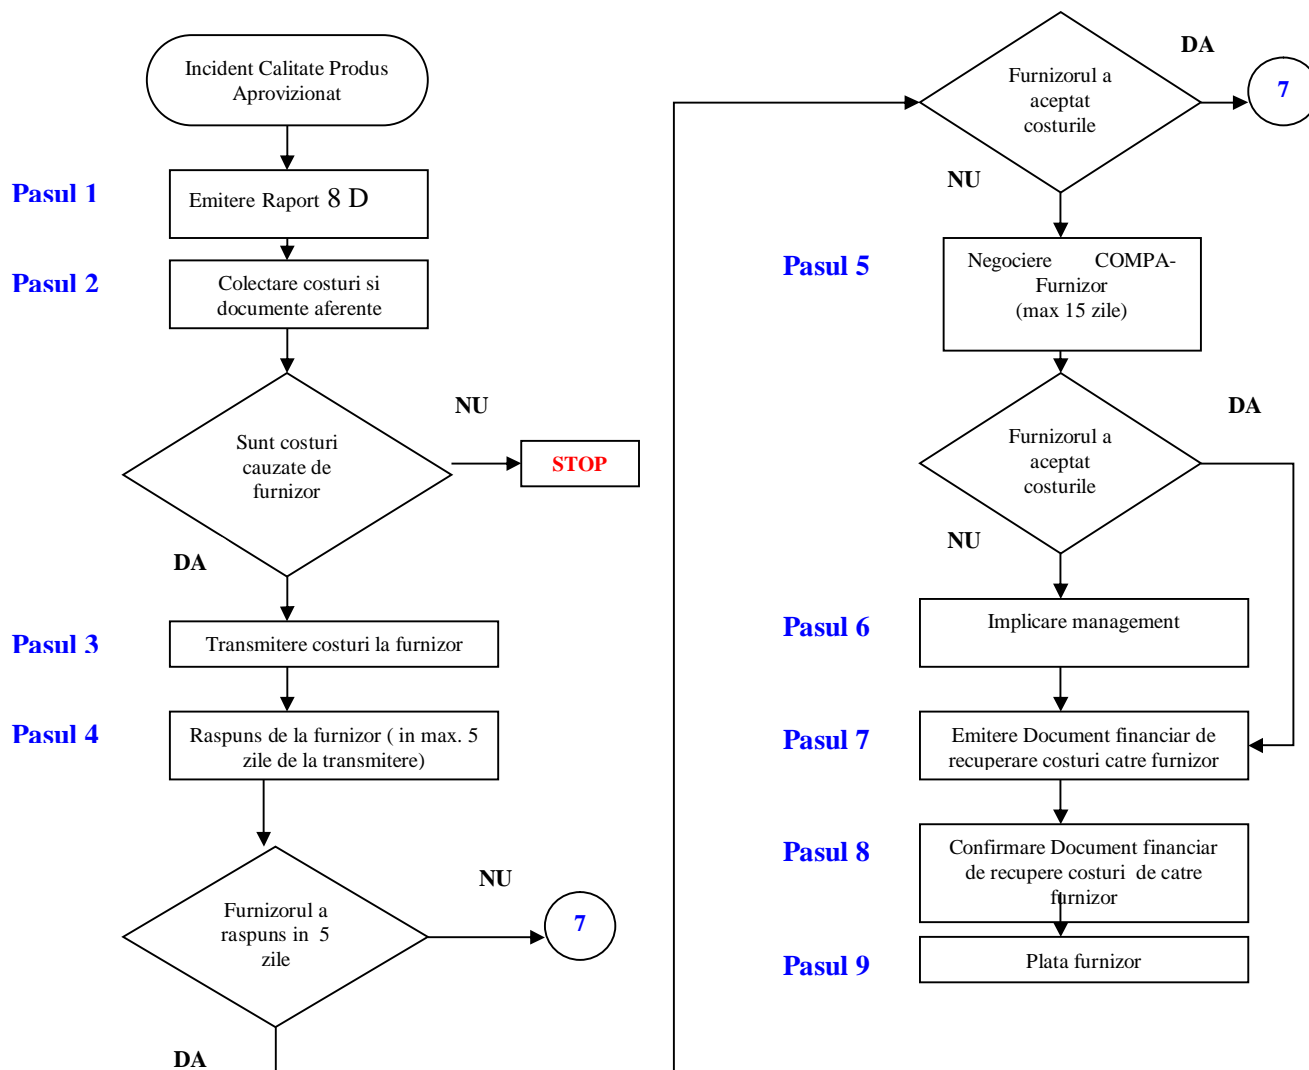 Incident Calitate Produs
Aprovizionat
Pasul 1
Emitere Raport 8 D
Pasul 2
Colectare costuri si
documente aferente
NU
Sunt costuri
cauzate de
furnizor
STOP
DA
Pasul 3
Transmitere costuri la furnizor
Pasul 4
Raspuns de la furnizor ( in max. 5
zile de la transmitere)
NU
Furnizorul a
raspuns in 5
zile
7
DA
DA
Furnizorul a
aceptat
costurile
7
NU
Pasul 5
Negociere COMPA-
Furnizor
(max 15 zile)
DA
Furnizorul a
aceptat
costurile
NU
Pasul 6
Implicare management
Pasul 7
Emitere Document financiar de
recuperare costuri catre furnizor
Pasul 8
Confirmare Document financiar
de recupere costuri de catre
furnizor
Pasul 9
Plata furnizor